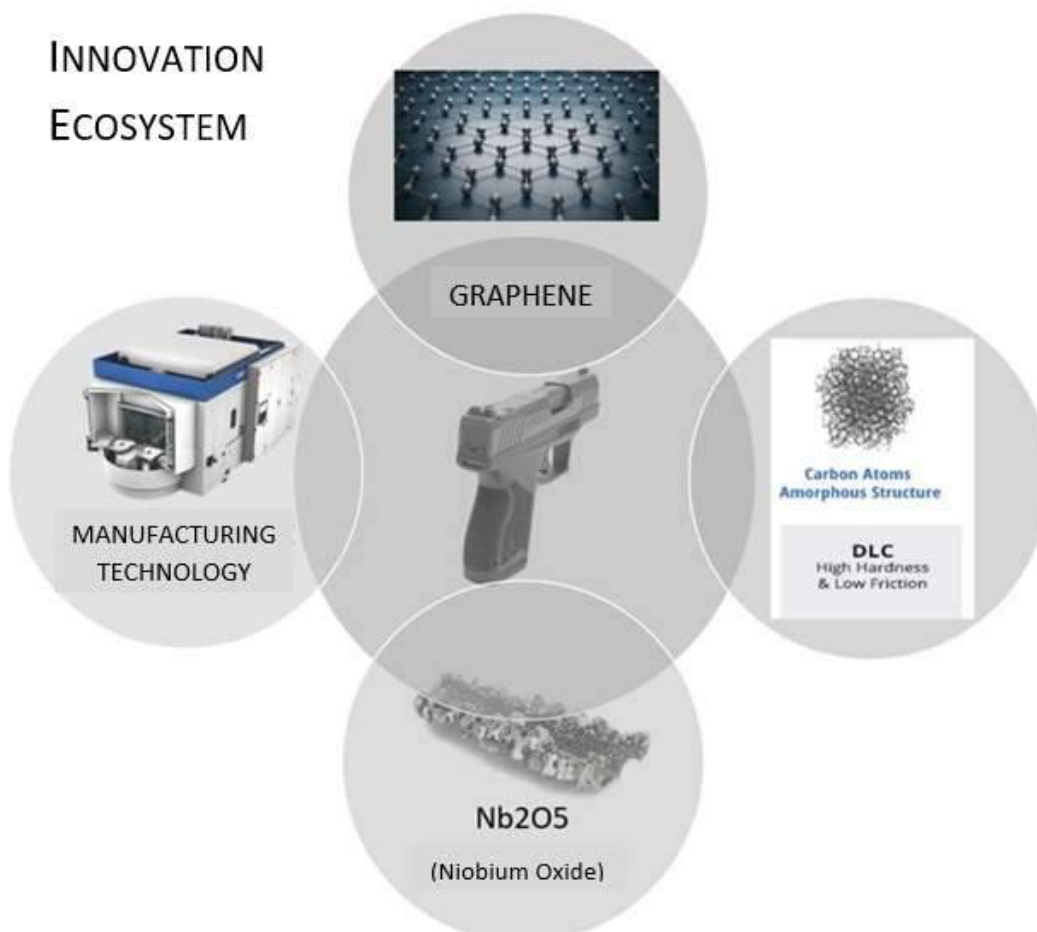 INNOVATION
ECOSYSTEM
GRAPHENE
MANUFACTURING
TECHNOLOGY
Carbon Atoms
Amorphous Structure
DLC
High Hardness
& Low Friction
Nb2O5
(Niobium Oxide)